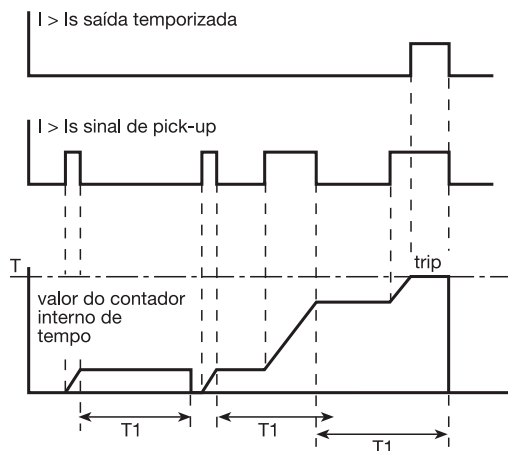 I > Is saída temporizada
I > Is sinal de pick-up
T
trip
valor do contador
interno de
tempo
T1
T1
T1